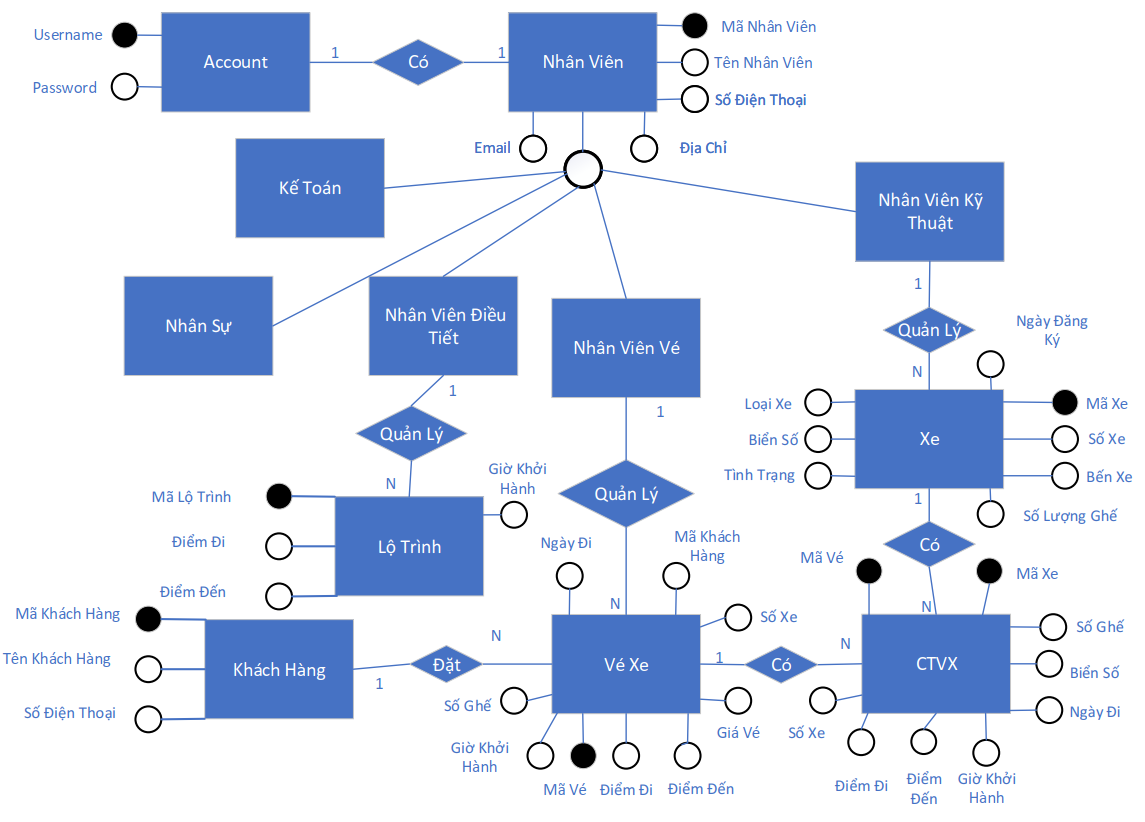 Username
Password
Account
1
Có
1
Nhân Viên
Mã Nhân Viên
Tên Nhân Viên
Số Điện Thoại
Email
Địa Chỉ
Kế Toán
Nhân Viên Kỹ
Thuật
Nhân Sự
Nhân Viên Điều
Tiết
Nhân Viên Vé
1
Quản Lý
N
Ngày Đăng
Ký
1
Quản Lý
N
1
Quản Lý
N
Loại Xe
Biển Số
Tình Trạng
Xe
Mã Xe
Số Xe
Bến Xe
Số Lượng Ghế
1
Có
N
Mã Lộ Trình
Điểm Đi
Điểm Đến
Lộ Trình
Giờ Khởi
Hành
Ngày Đi
Mã Khách
Hàng
Mã Vé
Mã Xe
Mã Khách Hàng
Tên Khách Hàng
Số Điện Thoại
Khách Hàng
1
Đặt
N
Vé Xe
Số Xe
1
Có
N
CTVX
Số Ghế
Biển Số
Ngày Đi
Số Ghế
Giờ Khởi
Hành
Mã Vé
Điểm Đi
Điểm Đến
Giá Vé
Số Xe
Điểm Đi
Điểm
Đến
Giờ Khởi
Hành